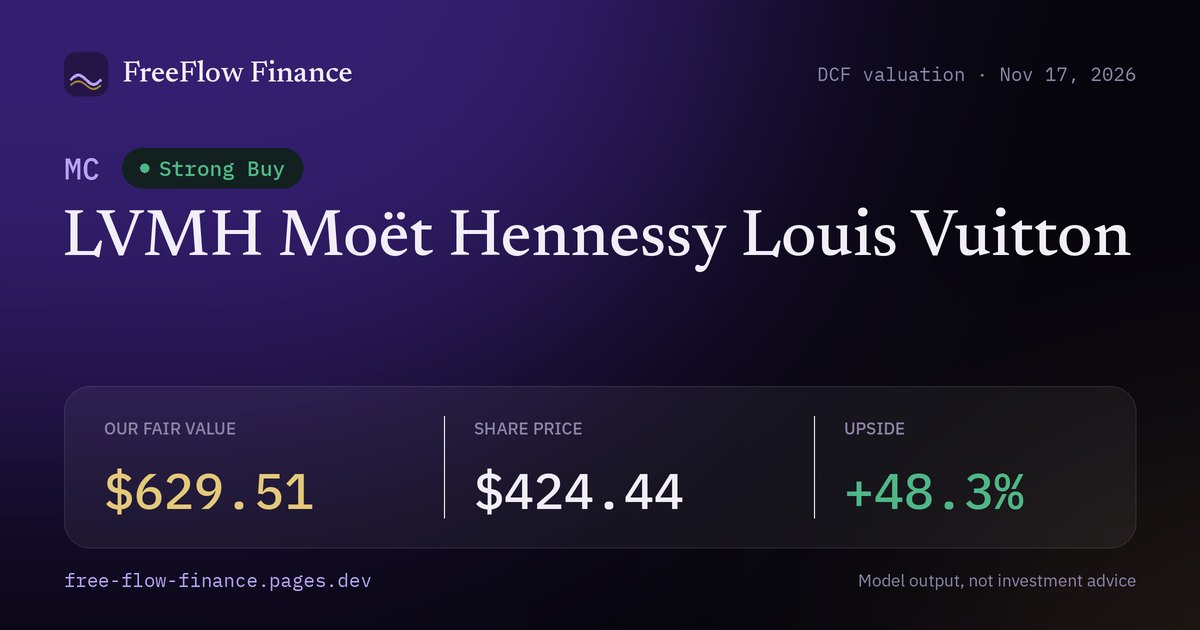 FreeFlow Finance
DCF valuation · Nov 17, 2026
MC
Strong Buy
LVMH Moët Hennessy Louis Vuitton
OUR FAIR VALUE
$629.51
SHARE PRICE
$424.44
UPSIDE
+48.3%
free-flow-finance.pages.dev
Model output, not investment advice